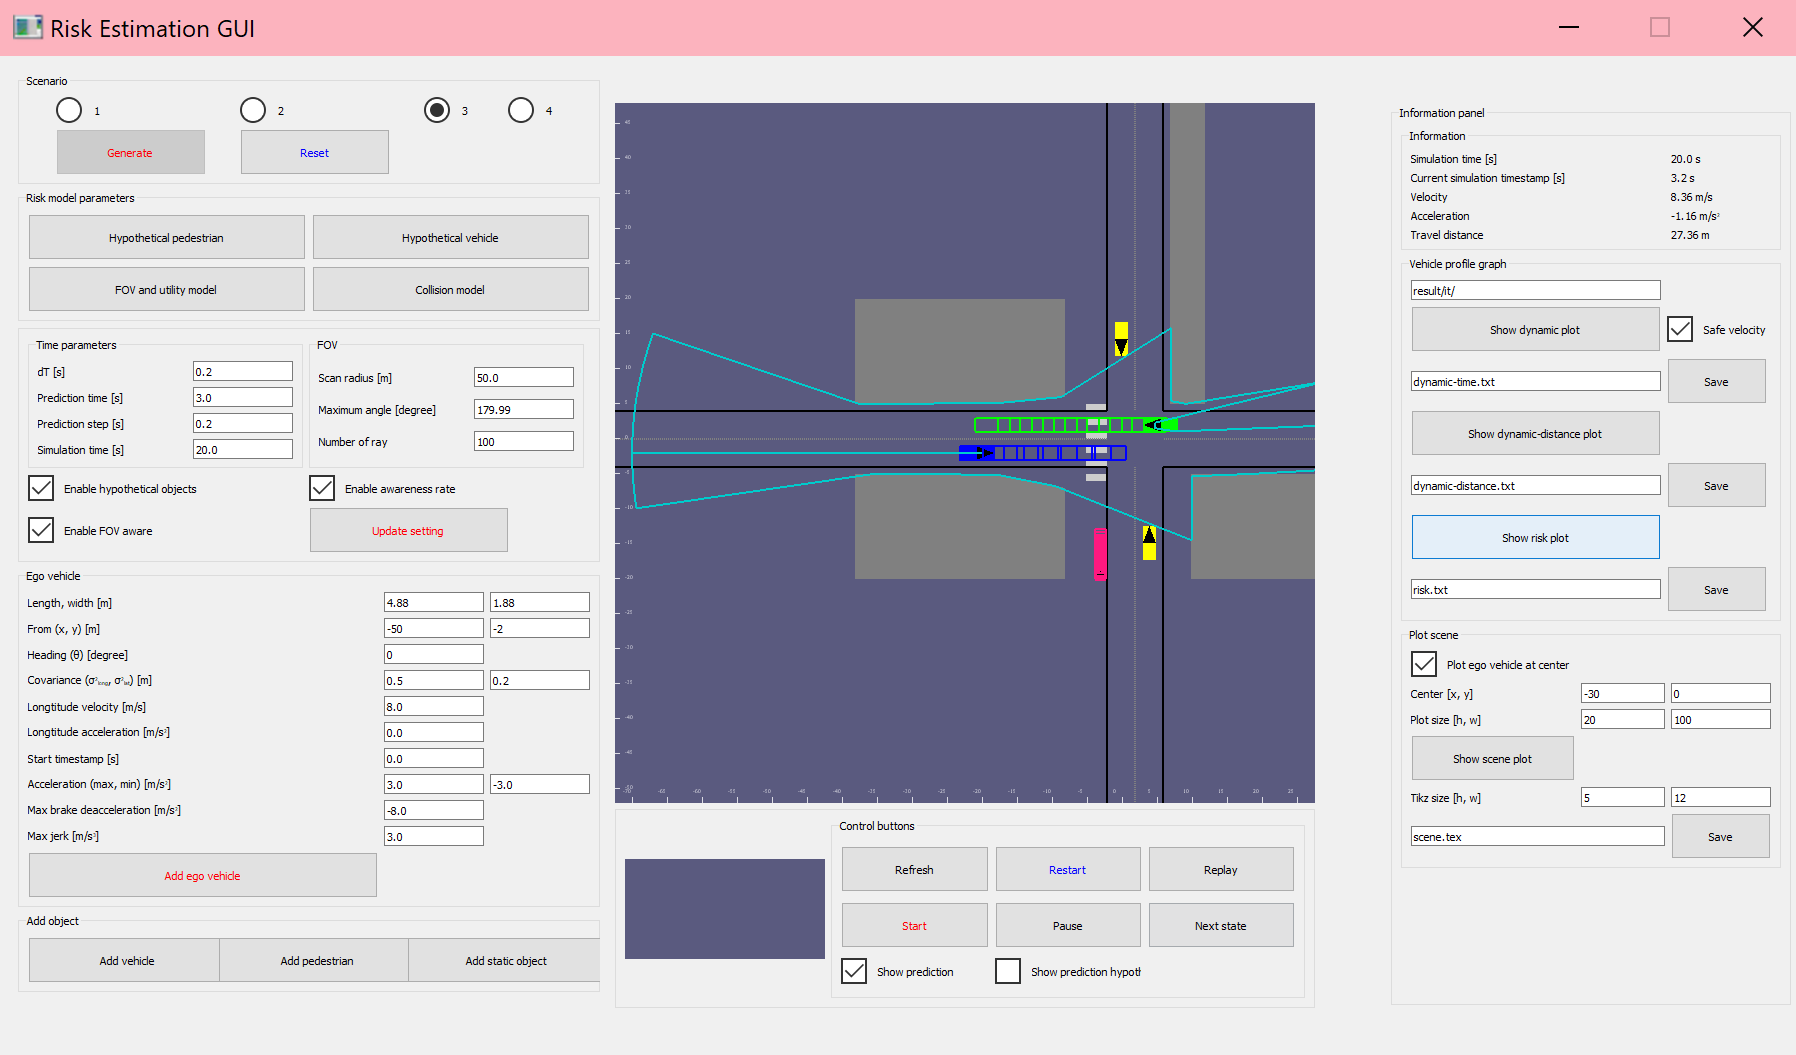 Risk Estimation GUI
Scenario
1
2
3
4
Generate
Reset
Risk model parameters
Hypothetical pedestrian
Hypothetical vehicle
FOV and utility model
Collision model
Time parameters
dT [s]
0.2
Prediction time [s]
3.0
Prediction step [s]
0.2
Simulation time [s]
20.0
FOV
Scan radius [m]
50.0
Maximum angle [degree]
179.99
Number of ray
100
Enable hypothetical objects
Enable awareness rate
Enable FOV aware
Update setting
Ego vehicle
Length, width [m]
4.88
1.88
From (x, y) [m]
-50
-2
Heading (θ) [degree]
0
Covariance (σ²long, σ²lat) [m]
0.5
0.2
Longtitude velocity [m/s]
8.0
Longtitude acceleration [m/s²]
0.0
Start timestamp [s]
0.0
Acceleration (max, min) [m/s²]
3.0
-3.0
Max brake deacceleration [m/s²]
-8.0
Max jerk [m/s³]
3.0
Add ego vehicle
Add object
Add vehicle
Add pedestrian
Add static object
Control buttons
Refresh
Restart
Replay
Start
Pause
Next state
Show prediction
Show prediction hypoth
Information panel
Information
Simulation time [s]
20.0 s
Current simulation timestamp [s]
3.2 s
Velocity
8.36 m/s
Acceleration
-1.16 m/s²
Travel distance
27.36 m
Vehicle profile graph
result/it/
Show dynamic plot
Safe velocity
dynamic-time.txt
Save
Show dynamic-distance plot
dynamic-distance.txt
Save
Show risk plot
risk.txt
Save
Plot scene
Plot ego vehicle at center
Center [x, y]
-30
0
Plot size [h, w]
20
100
Show scene plot
Tikz size [h, w]
5
12
scene.tex
Save